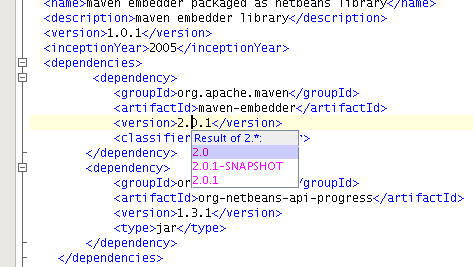 <name>maven embedder packaged as netbeans library</name>
<description>maven embedder library</description>
<version>1.0.1</version>
<inceptionYear>2005</inceptionYear>
<dependencies>
<dependency>
<groupId>org.apache.maven</groupId>
<artifactId>maven-embedder</artifactId>
<version>2.0.1</version>
<classifier
Result of 2.*:
r>
2.0
</dependency>
2.0.1-SNAPSHOT
<dependency>
2.0.1
<groupId>or
</groupId>
<artifactId>org-netbeans-api-progress</artifactId>
<version>1.3.1</version>
<type>jar</type>
</dependency>
</dependencies>